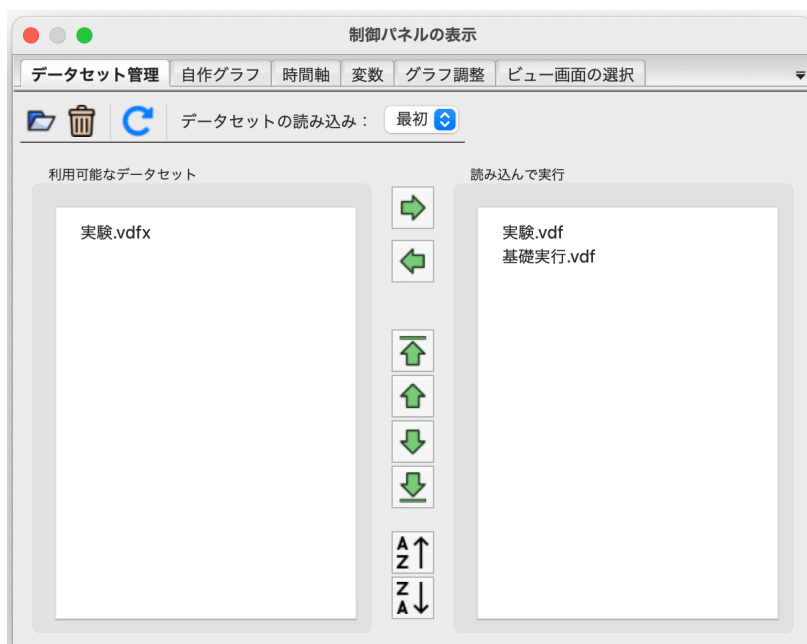 制御パネルの表示
データセット管理 自作グラフ 時間軸 変数 グラフ調整 ビュー画面の選択
データセットの読み込み： 最初
利用可能なデータセット
実験.vdfx
読み込んで実行
実験.vdf
基礎実行.vdf
A
Z
Z
A